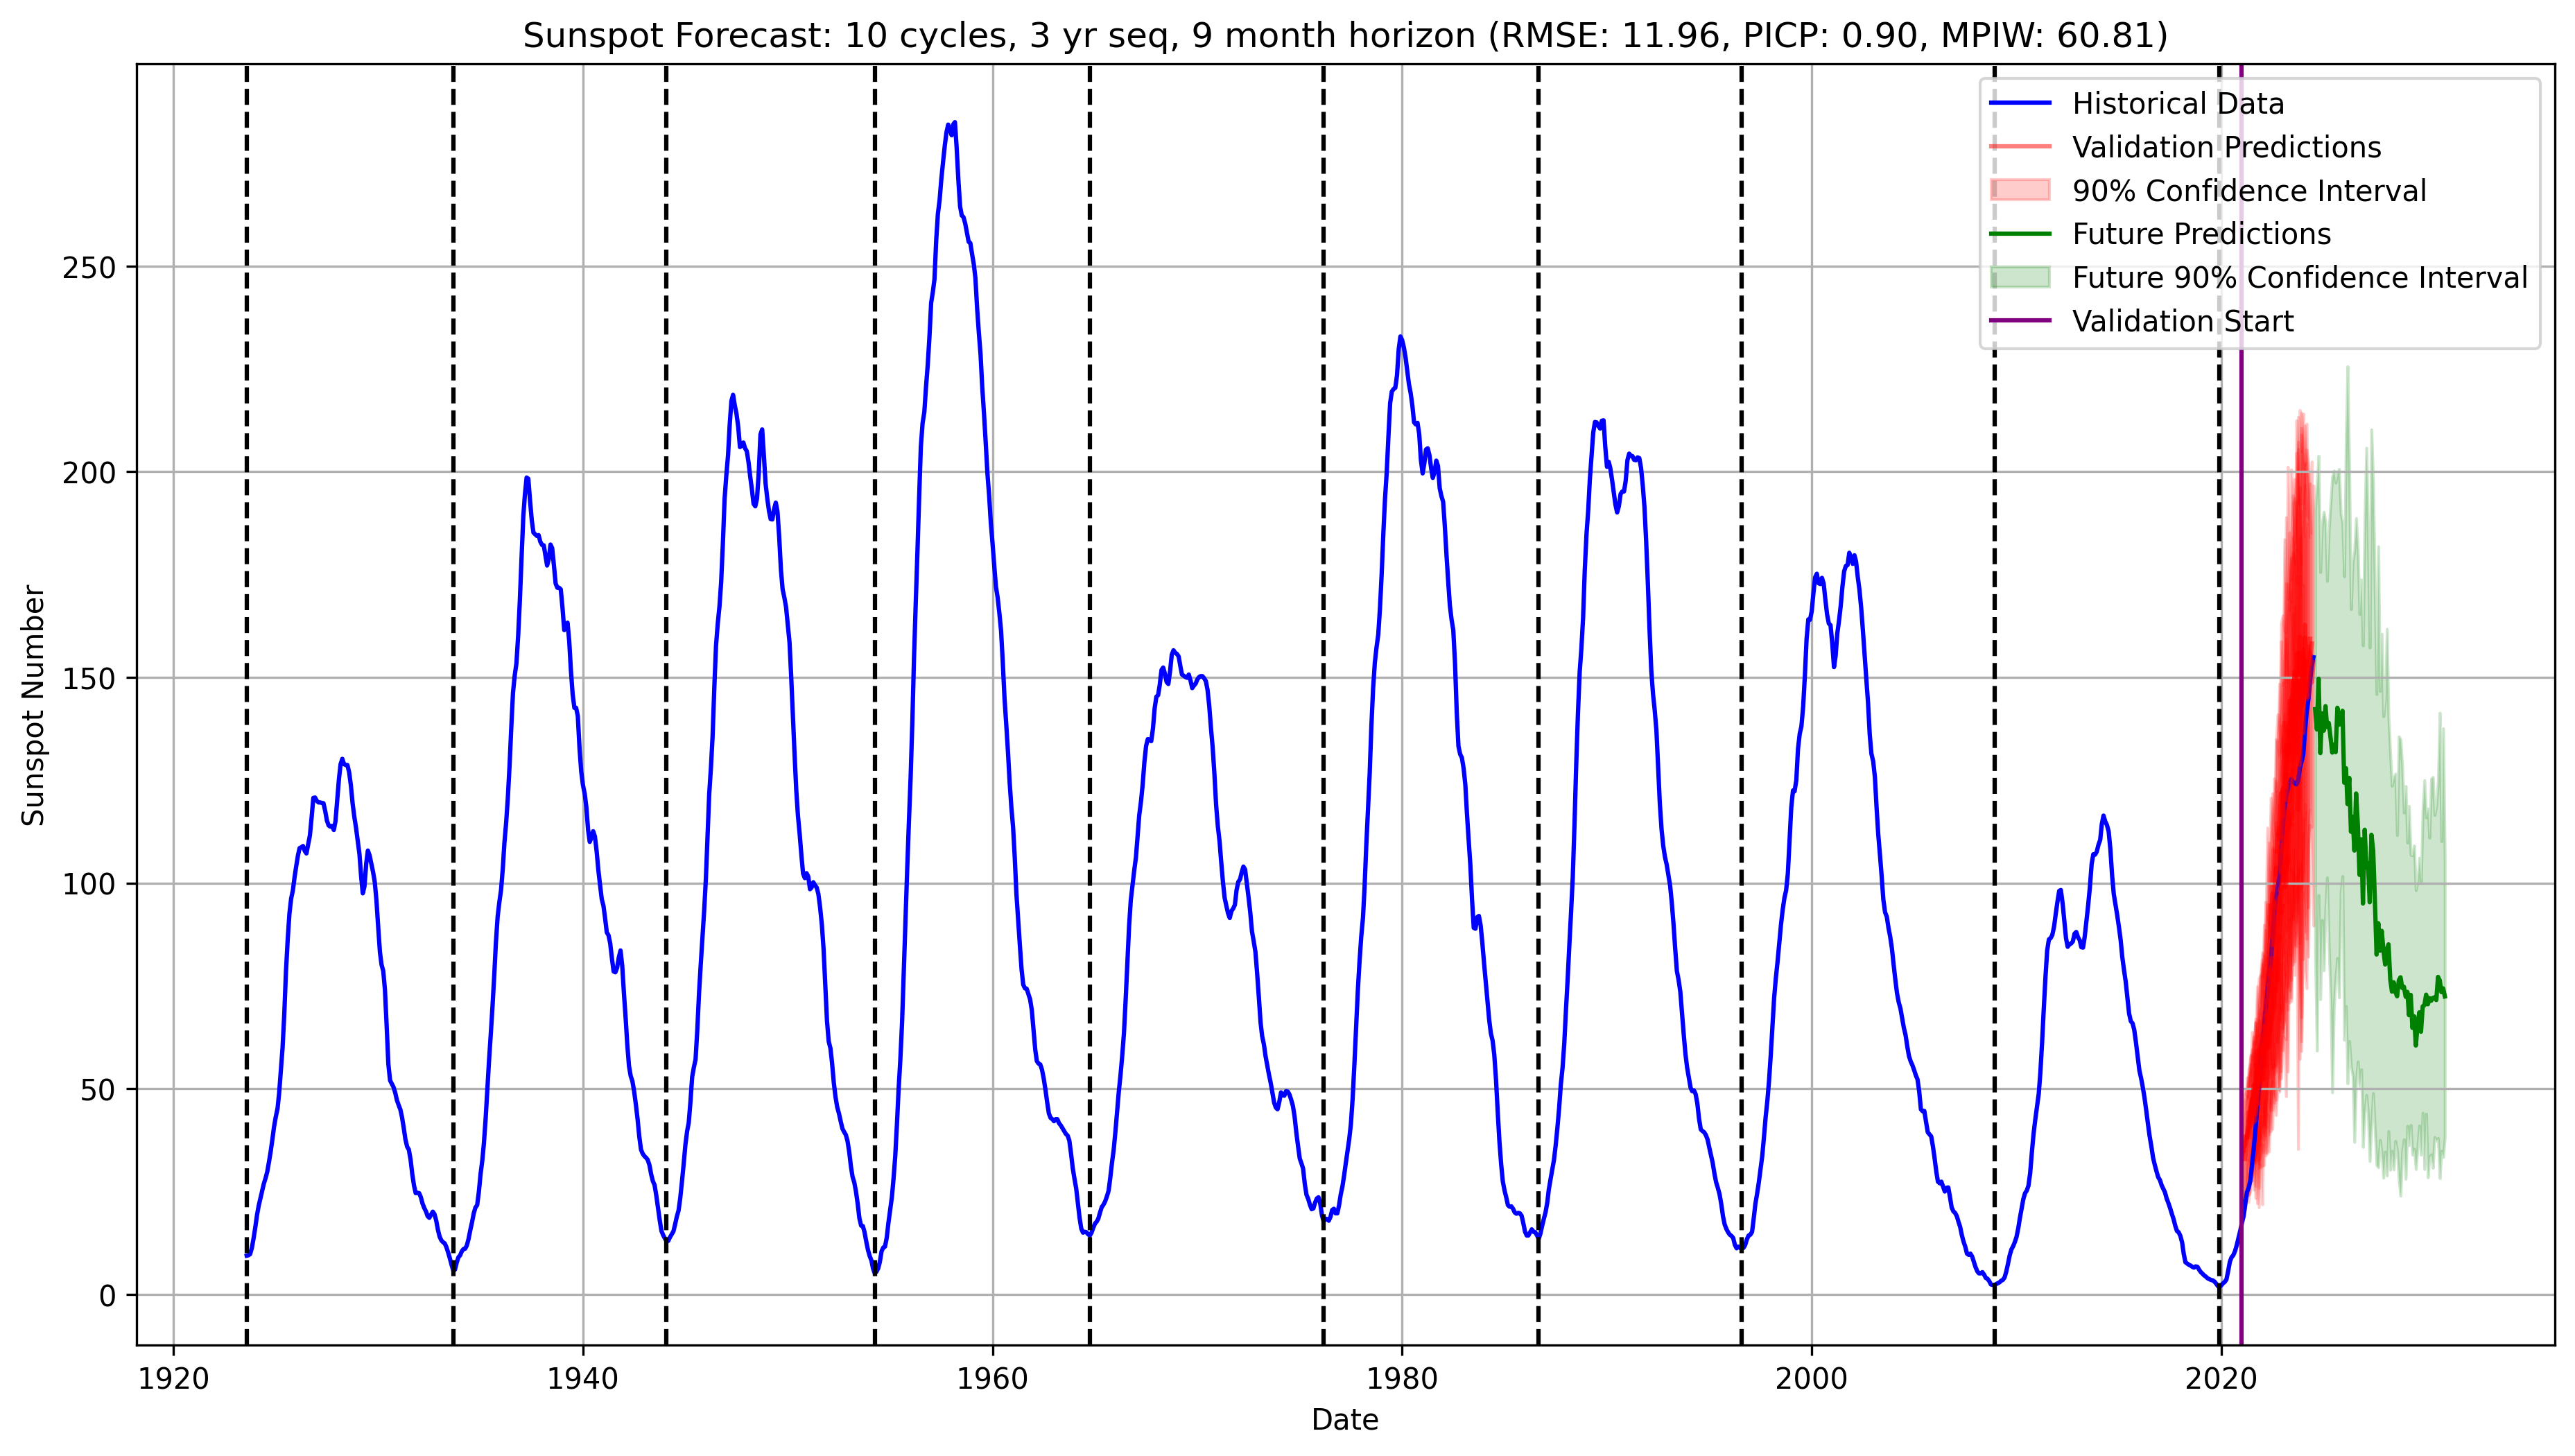 Sunspot Forecast: 10 cycles, 3 yr seq, 9 month horizon (RMSE: 11.96, PICP: 0.90, MPIW: 60.81)
Historical Data
Validation Predictions
90% Confidence Interval
Future Predictions
Future 90% Confidence Interval
Validation Start
Sunspot Number
250
200
150
100
50
0
1920 1940 1960 1980 2000 2020
Date